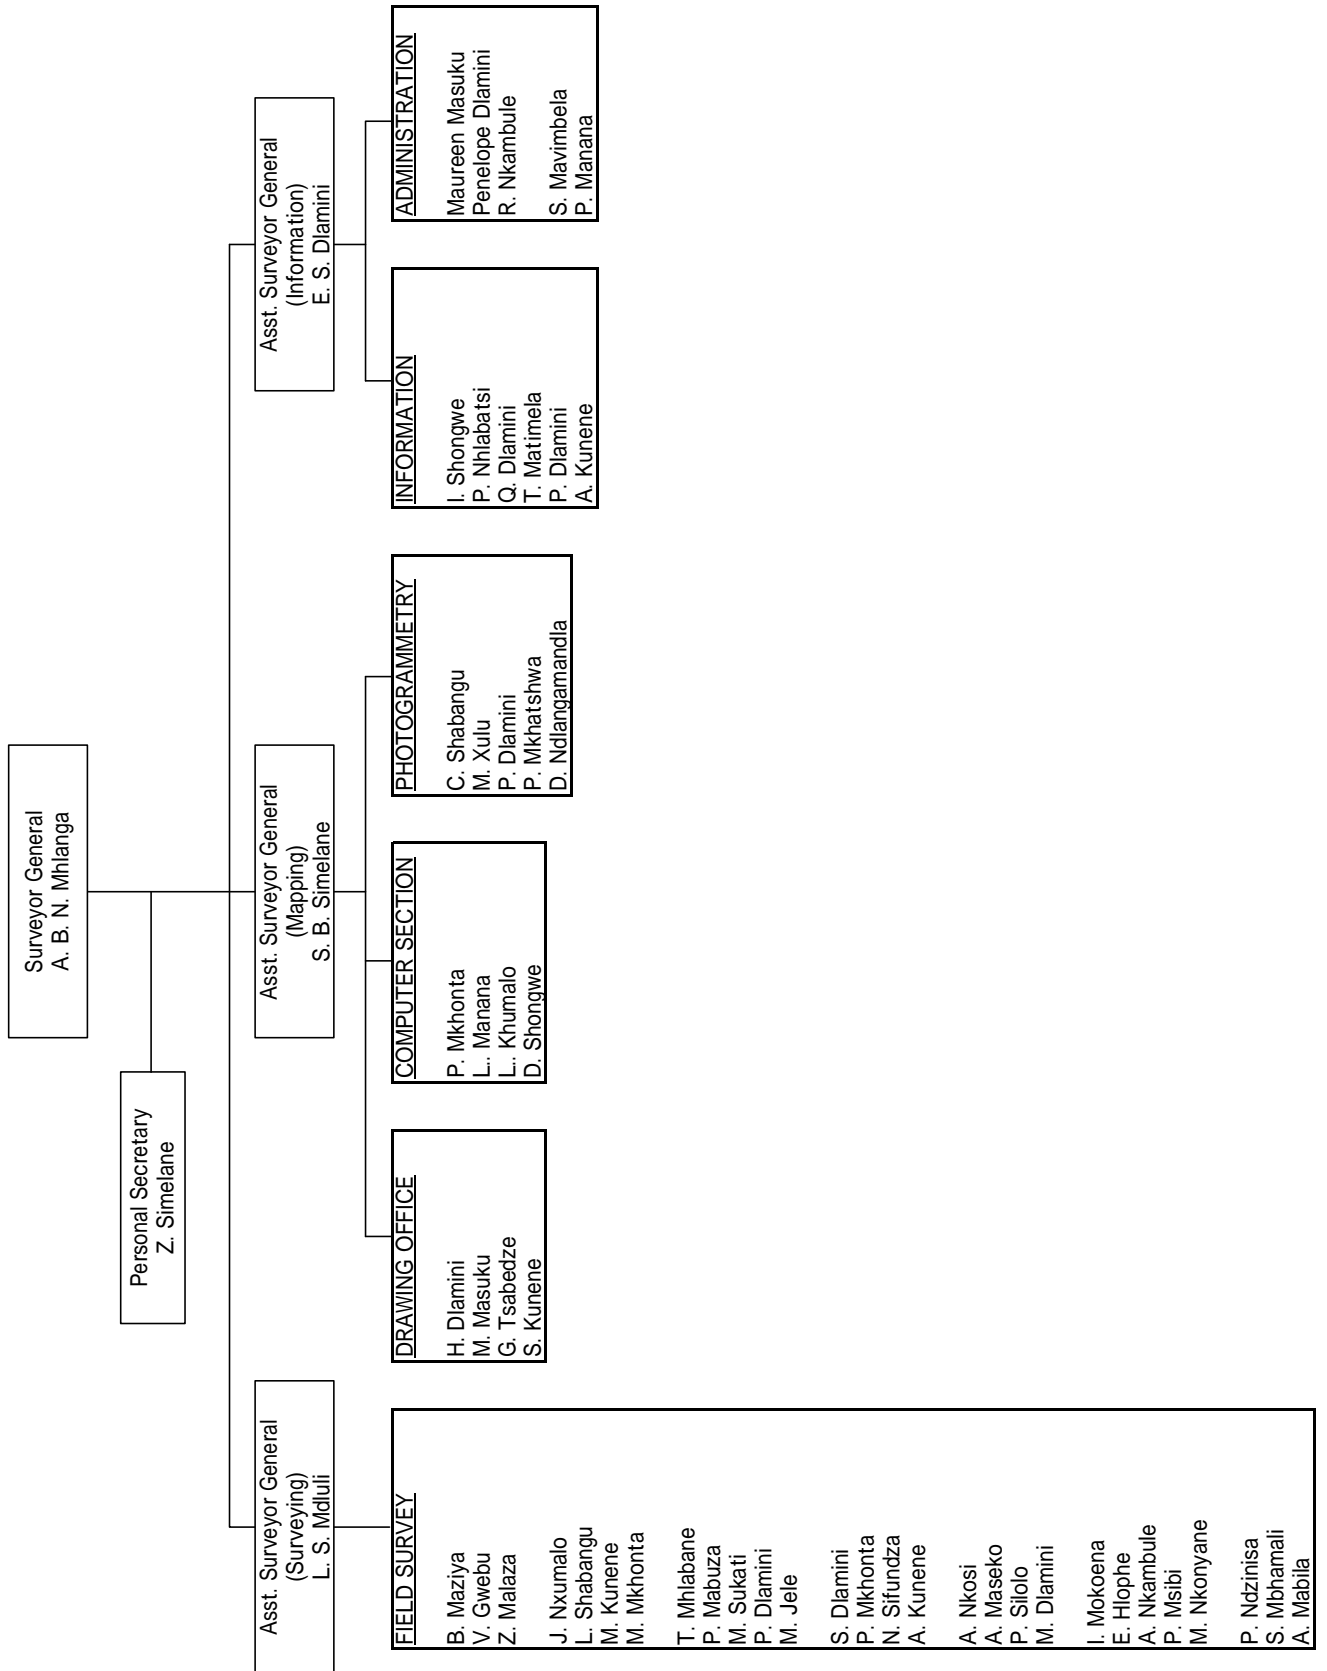 Surveyor General
A. B. N. Mhlanga
Personal Secretary
Z. Simelane
Asst. Surveyor General
(Surveying)
L. S. Mdluli
Asst. Surveyor General
(Mapping)
S. B. Simelane
Asst. Surveyor General
(Information)
E. S. Dlamini
FIELD SURVEY
B. Maziya
V. Gwebu
Z. Malaza
J. Nxumalo
L. Shabangu
M. Kunene
M. Mkhonta
T. Mhlabane
P. Mabuza
M. Sukati
P. Dlamini
M. Jele
S. Dlamini
P. Mkhonta
N. Sifundza
A. Kunene
A. Nkosi
A. Maseko
P. Silolo
M. Dlamini
I. Mokoena
E. Hlophe
A. Nkambule
P. Msibi
M. Nkonyane
P. Ndzinisa
S. Mbhamali
A. Mabila
DRAWING OFFICE
H. Dlamini
M. Masuku
G. Tsabedze
S. Kunene
COMPUTER SECTION
P. Mkhonta
L.. Manana
L.. Khumalo
D. Shongwe
PHOTOGRAMMETRY
C. Shabangu
M. Xulu
P. Dlamini
P. Mkhatshwa
D. Ndlangamandla
INFORMATION
I. Shongwe
P. Nhlabatsi
Q. Dlamini
T. Matimela
P. Dlamini
A. Kunene
ADMINISTRATION
Maureen Masuku
Penelope Dlamini
R. Nkambule
S. Mavimbela
P. Manana